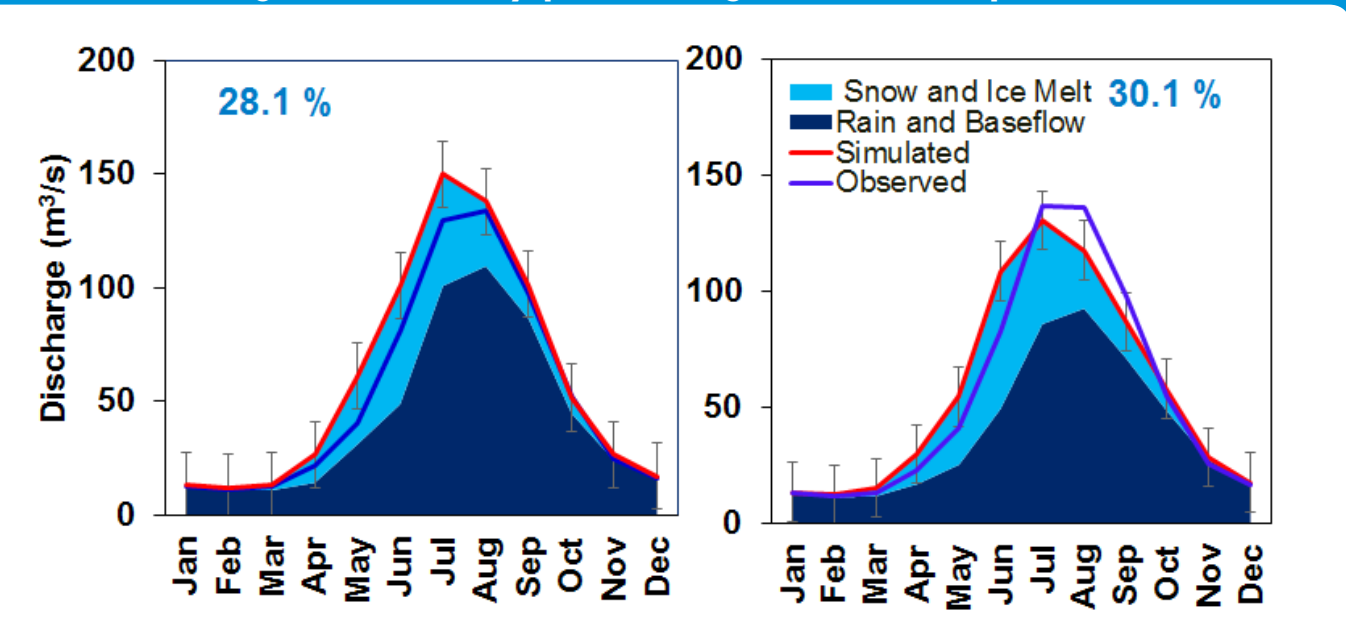 200
150
100
50
0
Discharge (m³/s)
28.1 %
Jan Feb Mar Apr May Jun Jul Aug Sep Oct Nov Dec
200
150
100
50
0
Snow and Ice Melt
Rain and Baseflow
Simulated
Observed
30.1 %
Jan Feb Mar Apr May Jun Jul Aug Sep Oct Nov Dec